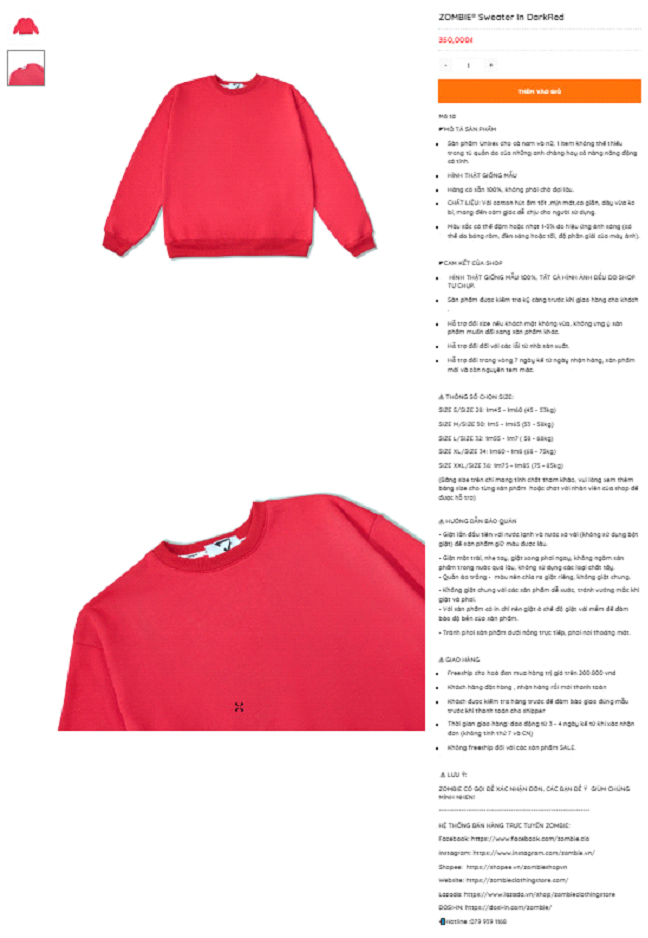 ZOMBIE® Sweater In DarkRed
350,000₫
- 1 +
THÊM VÀO GIỎ
Mô tả
☛MÔ TẢ SẢN PHẨM
Sản phẩm Unisex cho cả nam và nữ, 1 item không thể thiếu
trong tủ quần áo của những anh chàng hay cô nàng năng động
cá tính.
HÌNH THẬT GIỐNG MẪU
Hàng có sẵn 100%, không phải chờ đợi lâu.
CHẤT LIỆU: Vải cotton hút ẩm tốt, mịn mát, co giãn, dày vừa
bị, mang đến cảm giác dễ chịu cho người sử dụng.
Màu sắc có thể đậm hoặc nhạt 1-5% do hiệu ứng ánh sáng (có
thể do bóng râm, đèn sáng hoặc tối, độ phân giải của máy ảnh).
☛CAM KẾT CỦA SHOP
HÌNH THẬT GIỐNG MẪU 100%, TẤT CẢ HÌNH ẢNH ĐỀU DO SHOP
TỰ CHỤP.
Sản phẩm được kiểm tra kỹ càng trước khi giao hàng cho khách
.
Hỗ trợ đổi size nếu khách mặt không vừa, không ưng ý sản
phẩm muốn đổi sang sản phẩm khác.
Hỗ trợ đổi đối với các lỗi từ nhà sản xuất.
Hỗ trợ đổi trong vòng 7 ngày kể từ ngày nhận hàng, sản phẩm
mới và còn nguyên tem mác.
⚠ THÔNG SỐ CHỌN SIZE:
SIZE S/SIZE 28: 1m45 - 1m60 (45 - 53kg)
SIZE M/SIZE 30: 1m5 - 1m65 (53 - 58kg)
SIZE L/SIZE 32: 1m55 - 1m7 ( 58 - 68kg)
SIZE XL/SIZE 34: 1m60 - 1m8 (68 - 75kg)
SIZE XXL/SIZE 36: 1m75 - 1m85 (75 - 85kg)
(Bảng size trên chỉ mang tính chất tham khảo, vui lòng xem thêm
bảng size cho từng sản phẩm hoặc chat với nhân viên của shop để
được hỗ trợ)
⚠ HƯỚNG DẪN BẢO QUẢN
- Giặt lần đầu tiên với nước lạnh và nước xả vải (không sử dụng bột
giặt) để sản phẩm giữ màu được lâu.
- Giặn mặt trái, nhẹ tay, giặt xong phơi ngay, không ngâm sản
phẩm trong nước quá lâu, không sử dụng các loại chất tẩy.
- Quần áo trắng - màu nên chia ra giặt riêng, không giặt chung.
- Không giặt chung với các sản phẩm dễ xước, tránh vướng mắc khi
giặt và phơi.
- Với sản phẩm có in chỉ nên giặt ở chế độ giặt vải mềm để đảm
bảo độ bền của sản phẩm.
- Tránh phơi sản phẩm dưới nắng trực tiếp, phơi nơi thoáng mát.
⚠ GIAO HÀNG
Freeship cho hoá đơn mua hàng trị giá trên 300.000 vnd
Khách hàng đặt hàng , nhận hàng rồi mới thanh toán
Khách được kiểm tra hàng trước để đảm bảo giao đúng mẫu
trước khi thanh toán cho shipper
Thời gian giao hàng: dao động từ 3 - 4 ngày kể từ khi xác nhận
đơn (không tính thứ 7 và CN)
Không freeship đối với các sản phẩm SALE.
⚠ LƯU Ý:
ZOMBIE CÓ GỌI ĐỂ XÁC NHẬN ĐƠN, CÁC BẠN ĐỂ Ý GIÙM CHÚNG
MÌNH NHEN!
HỆ THỐNG BÁN HÀNG TRỰC TUYẾN ZOMBIE:
Facebook: https://www.facebook.com/zombie.clo
Instagram: https://www.instagram.com/zombie.vn/
Shopee: https://shopee.vn/zombieshopvn
Website: https://zombieclothingstore.com/
Lazada: https://www.lazada.vn/shop/zombieclothingstore
DOSI-IN: https://dosi-in.com/zombie/
Hotline: 079 959 1168